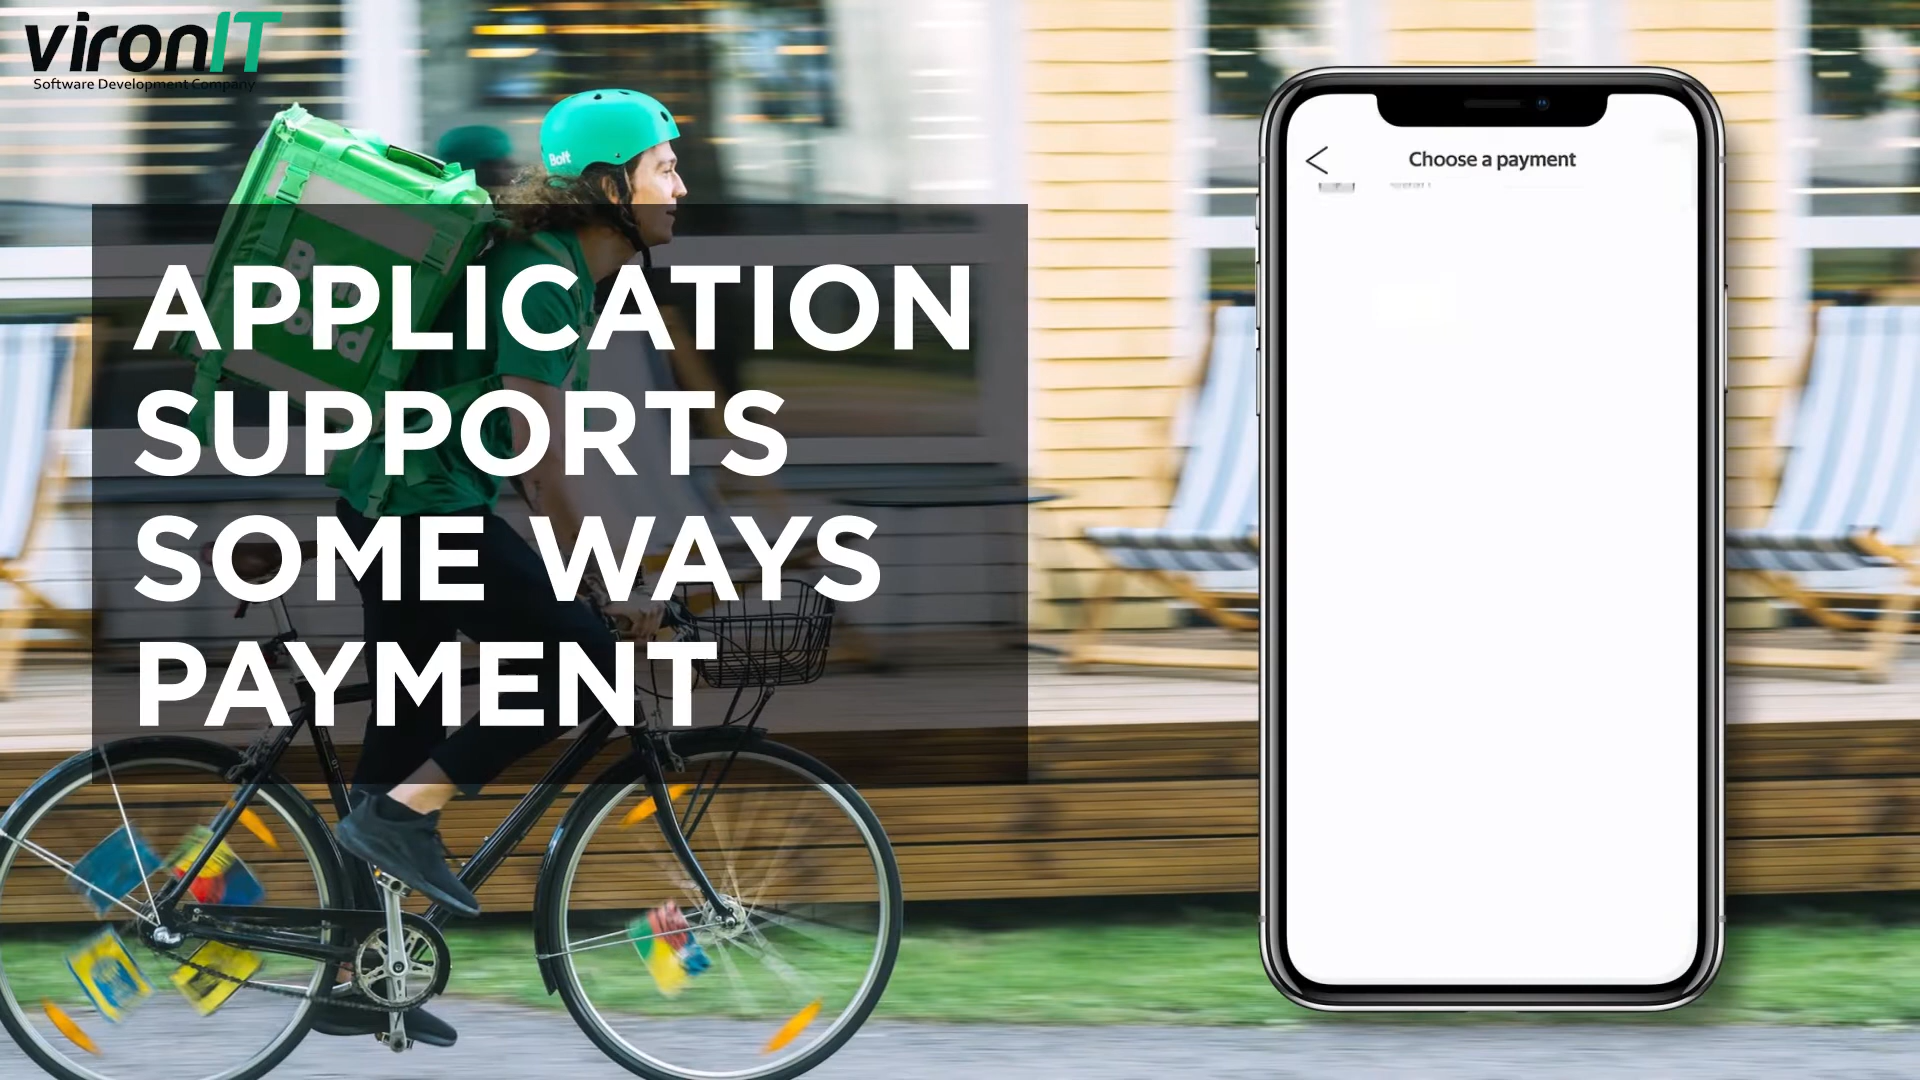 vironIT
Software Development Company
Bolt
Choose a payment
APPLICATION
SUPPORTS
SOME WAYS
PAYMENT